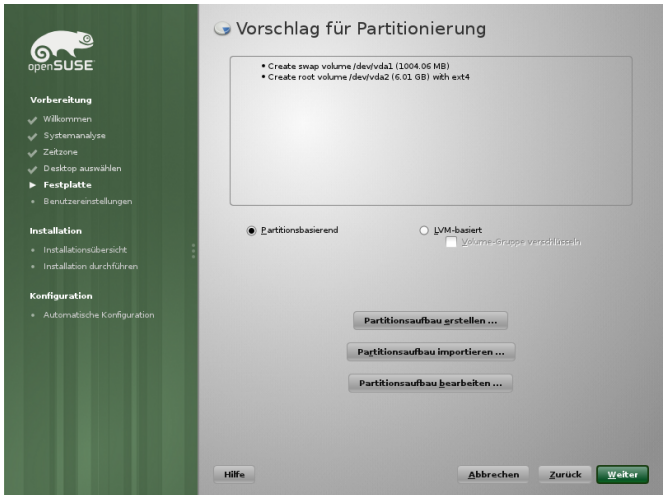 openSUSE
Vorbereitung
Willkommen
Systemanalyse
Zeitzone
Desktop auswählen
Festplatte
Benutzereinstellungen
Installation
Installationsübersicht
Installation durchführen
Konfiguration
Automatische Konfiguration
Vorschlag für Partitionierung
• Create swap volume /dev/vda1 (1004.06 MB)
• Create root volume /dev/vda2 (6.01 GB) with ext4
Partitionsbasierend
LVM-basiert
Volume-Gruppe verschlüsseln
Partitionsaufbau erstellen ...
Partitionsaufbau importieren ...
Partitionsaufbau bearbeiten ...
Hilfe
Abbrechen
Zurück
Weiter